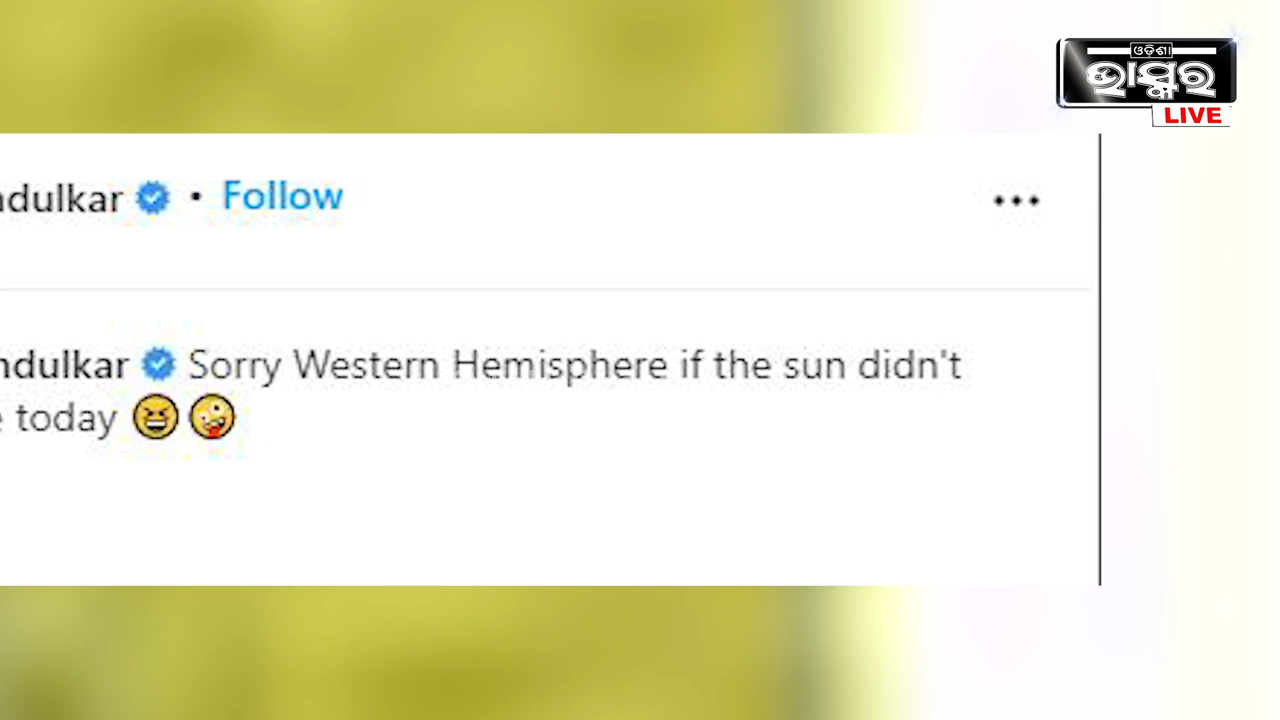 ଓଡ଼ିଶା
ଭାସ୍କର
LIVE
ndulkar • Follow
ndulkar Sorry Western Hemisphere if the sun didn't
e today 😆🤪